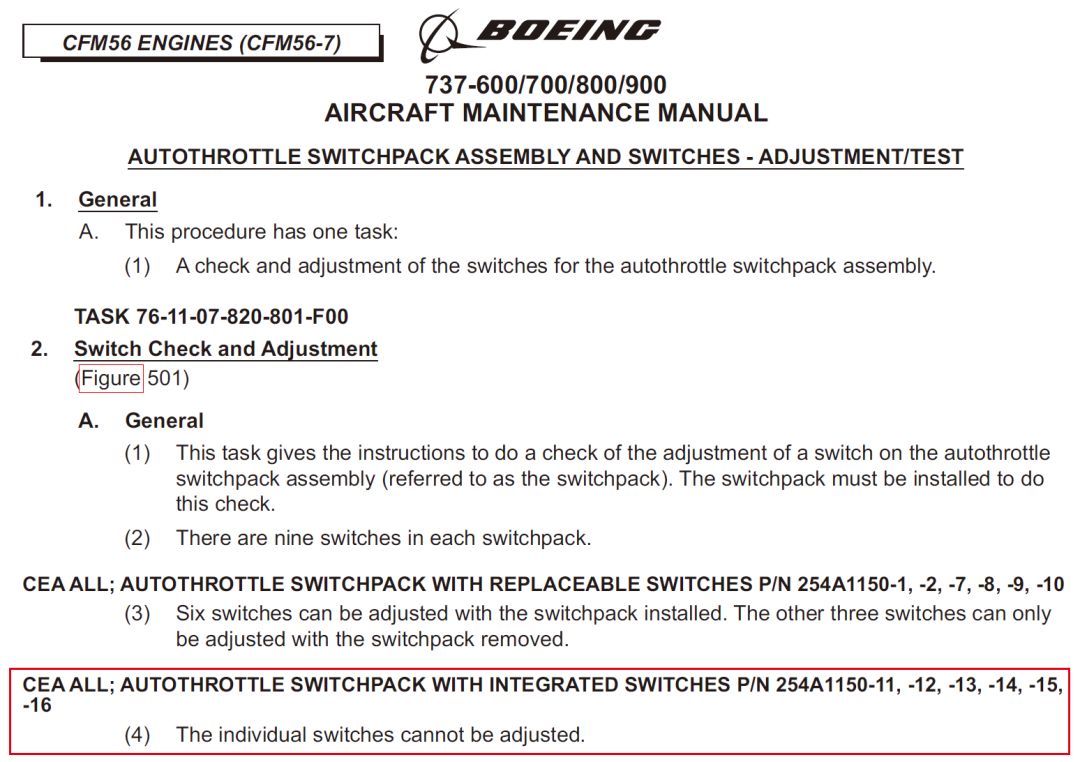 CFM56 ENGINES (CFM56-7)
BOEING
737-600/700/800/900
AIRCRAFT MAINTENANCE MANUAL
AUTOTHROTTLE SWITCHPACK ASSEMBLY AND SWITCHES - ADJUSTMENT/TEST
1. General
A. This procedure has one task:
(1) A check and adjustment of the switches for the autothrottle switchpack assembly.
TASK 76-11-07-820-801-F00
2. Switch Check and Adjustment
(Figure 501)
A. General
(1) This task gives the instructions to do a check of the adjustment of a switch on the autothrottle
switchpack assembly (referred to as the switchpack). The switchpack must be installed to do
this check.
(2) There are nine switches in each switchpack.
CEA ALL; AUTOTHROTTLE SWITCHPACK WITH REPLACEABLE SWITCHES P/N 254A1150-1, -2, -7, -8, -9, -10
(3) Six switches can be adjusted with the switchpack installed. The other three switches can only
be adjusted with the switchpack removed.
CEA ALL; AUTOTHROTTLE SWITCHPACK WITH INTEGRATED SWITCHES P/N 254A1150-11, -12, -13, -14, -15,
-16
(4) The individual switches cannot be adjusted.